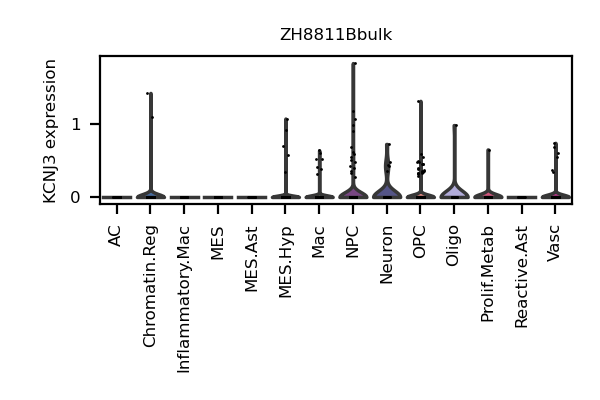 ZH8811Bbulk
KCNJ3 expression
1
0
AC
Chromatin.Reg
Inflammatory.Mac
MES
MES.Ast
MES.Hyp
Mac
NPC
Neuron
OPC
Oligo
Prolif.Metab
Reactive.Ast
Vasc